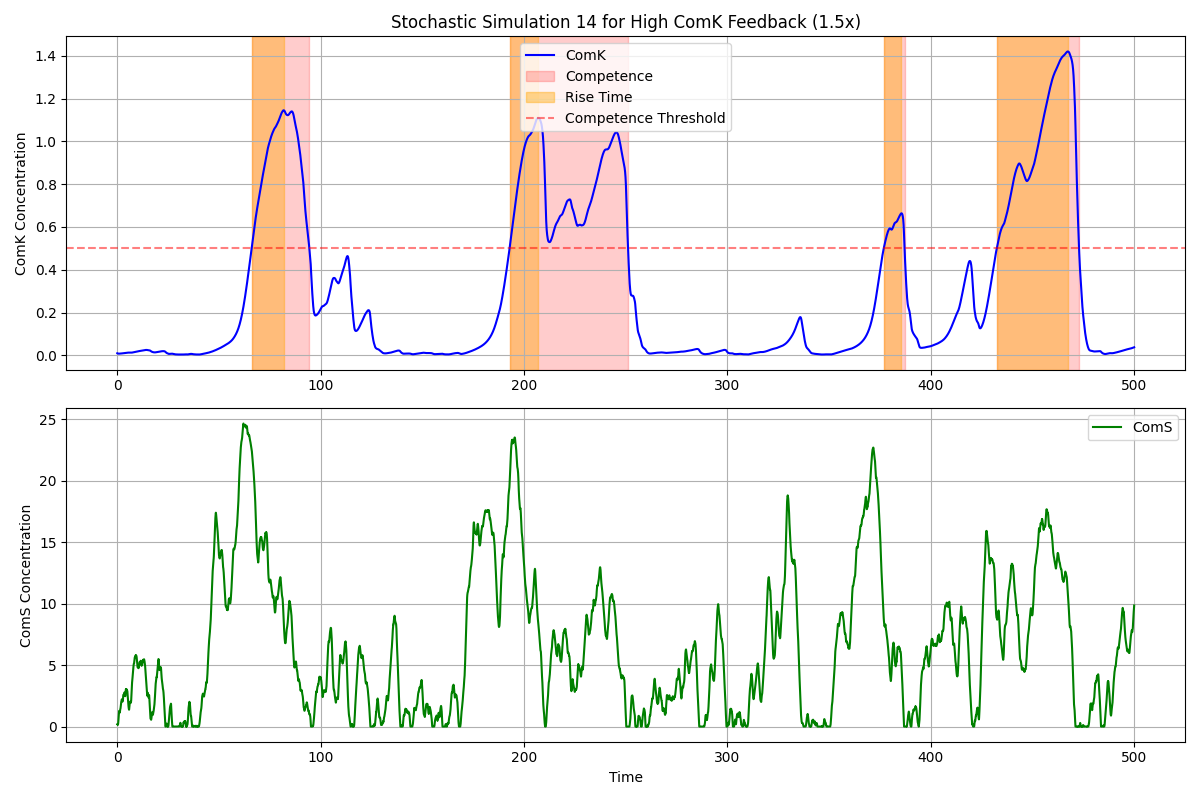 Stochastic Simulation 14 for High ComK Feedback (1.5x)
ComK
Competence
Rise Time
Competence Threshold
ComK Concentration
1.4
1.2
1.0
0.8
0.6
0.4
0.2
0.0
0 100 200 300 400 500
ComS
ComS Concentration
25
20
15
10
5
0
0 100 200 300 400 500
Time